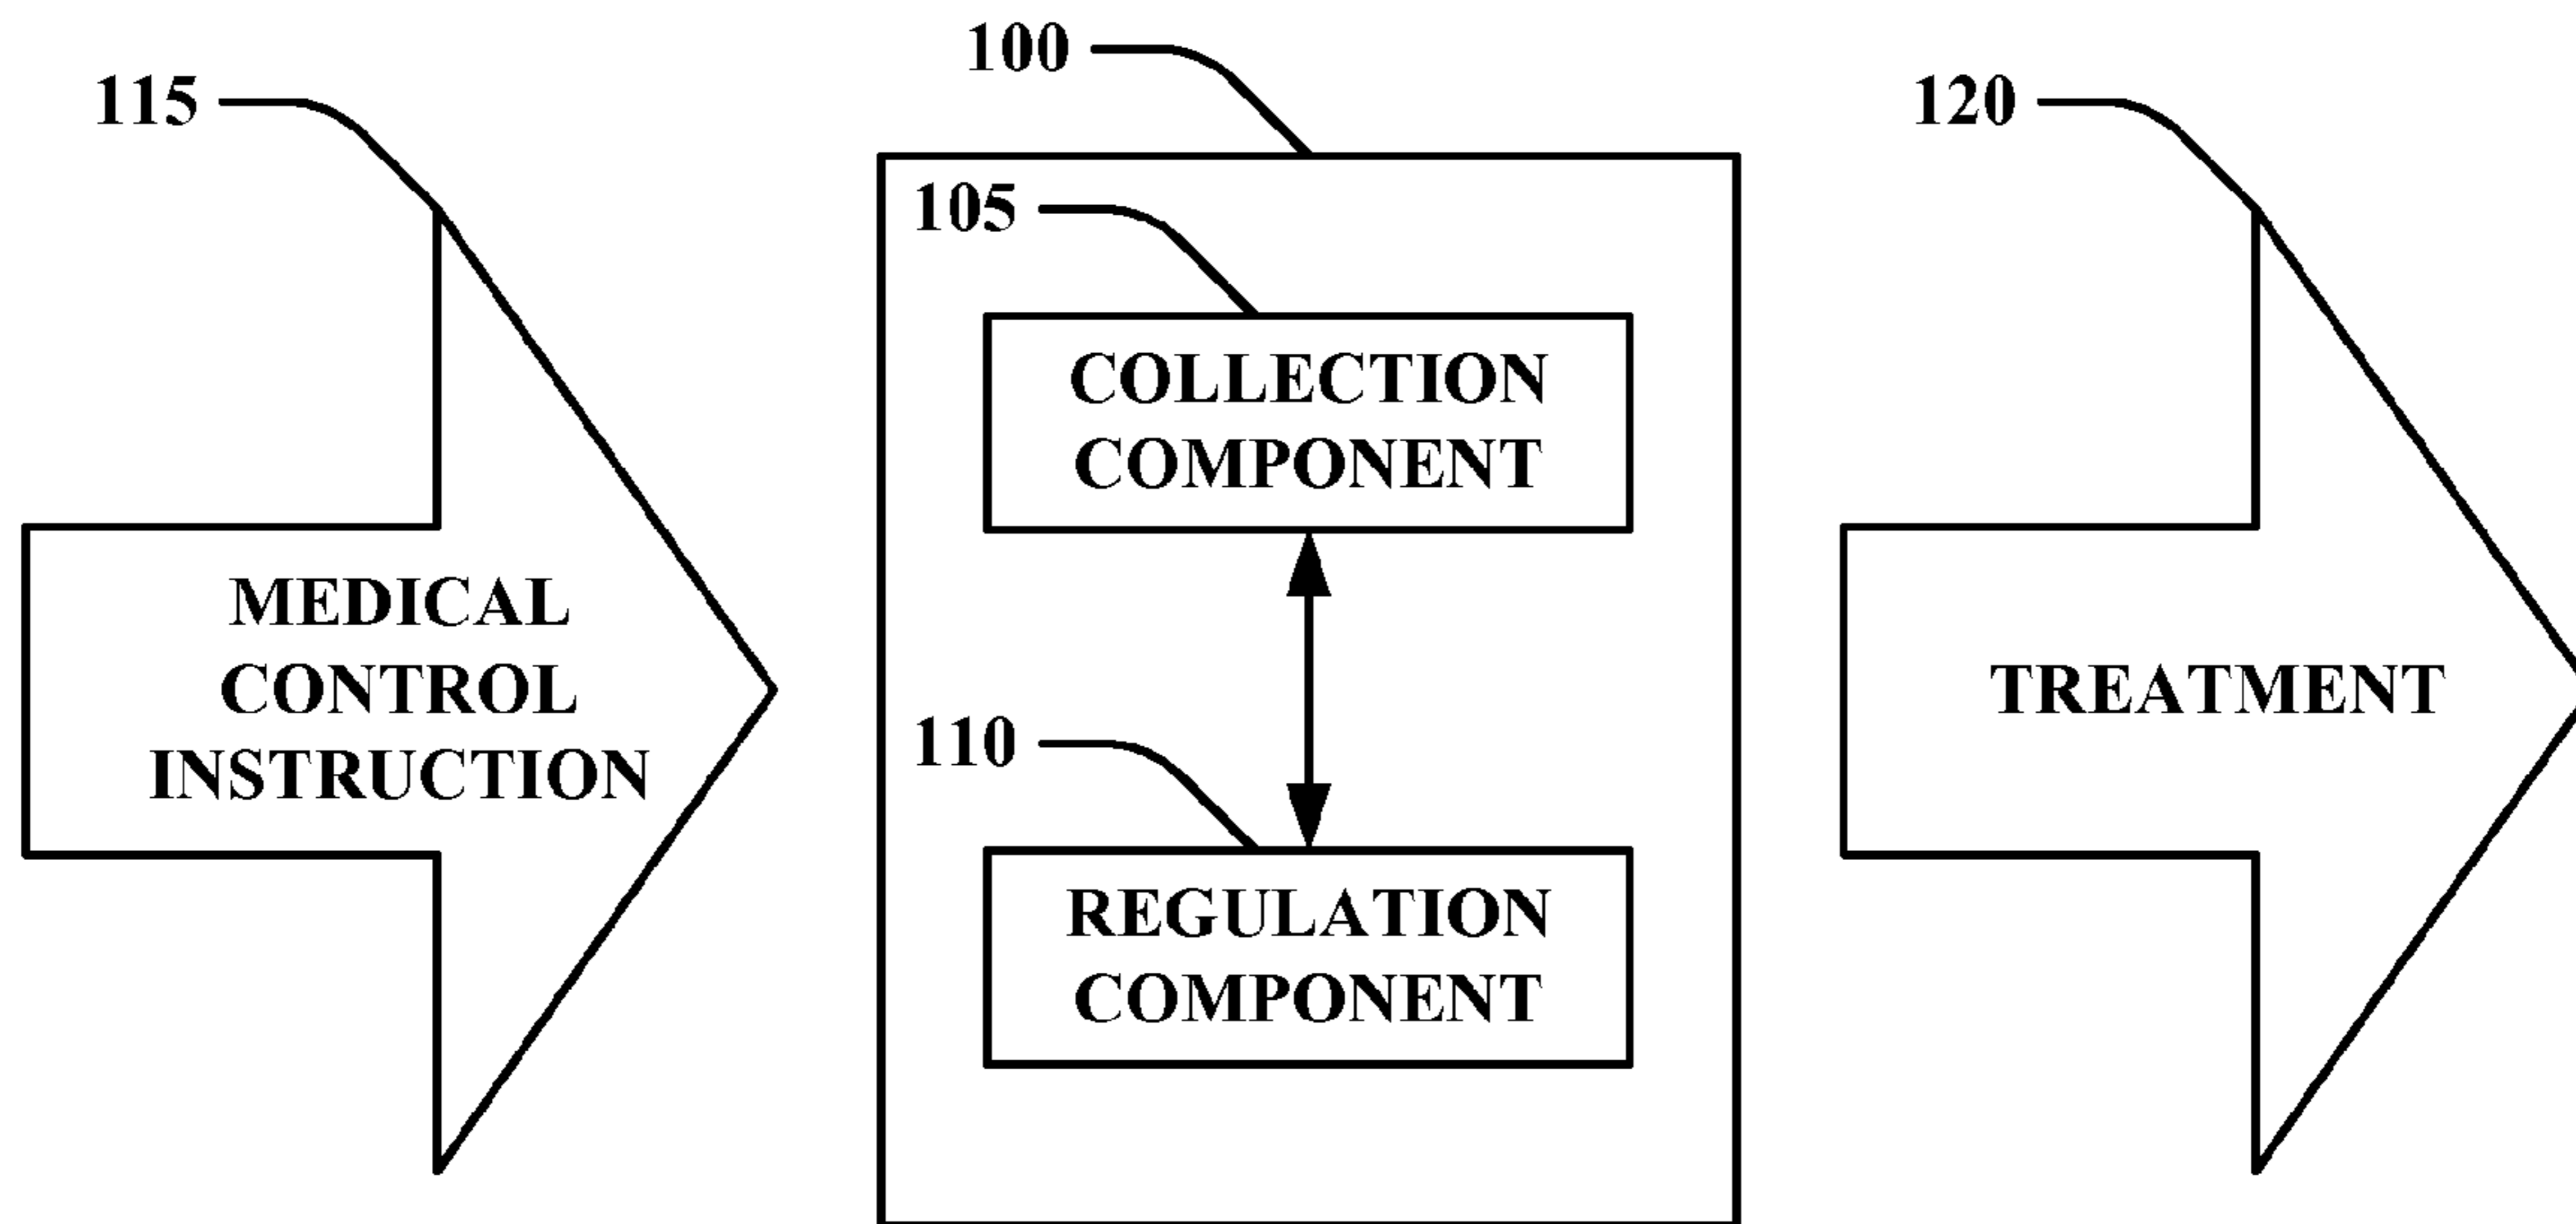 100
115
120
105
COLLECTION
COMPONENT
MEDICAL
CONTROL
INSTRUCTION
TREATMENT
110
REGULATION
COMPONENT